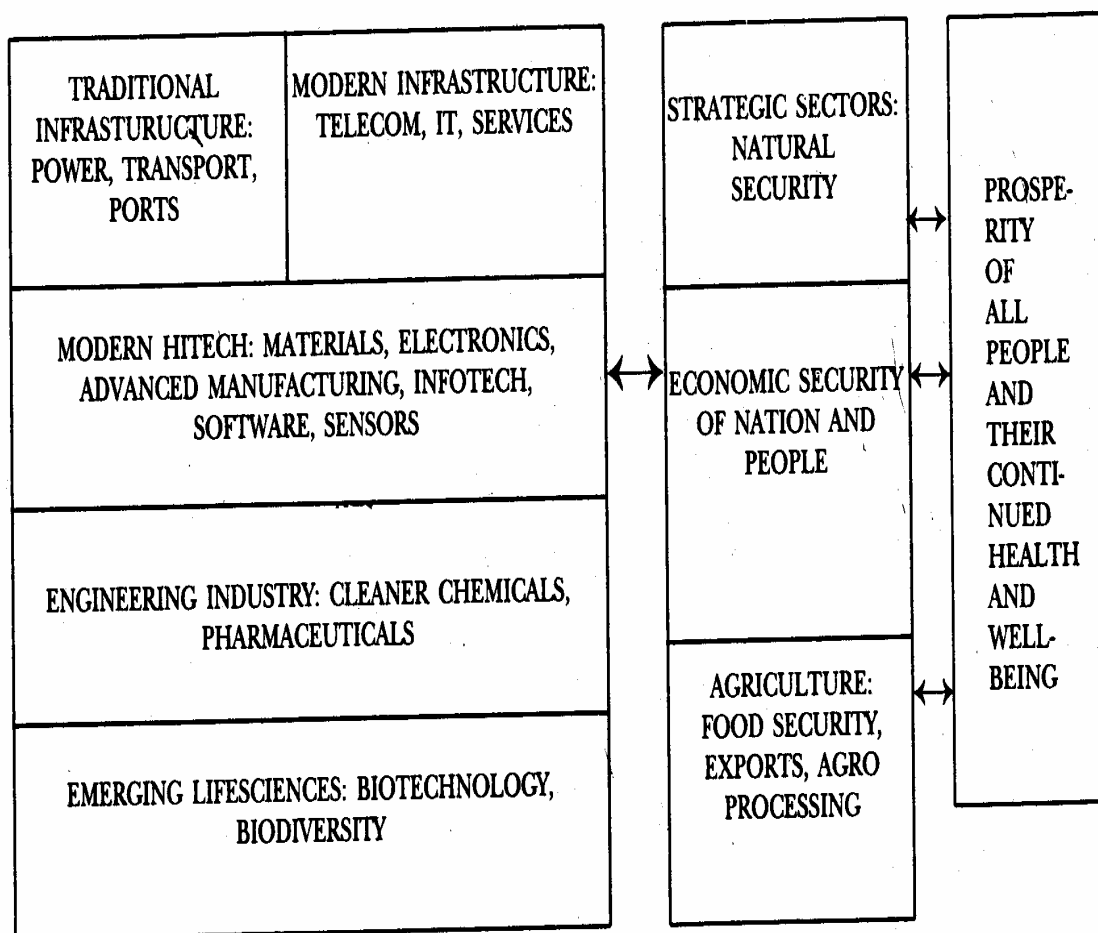 TRADITIONAL
INFRASTURUCTURE:
POWER, TRANSPORT,
PORTS
MODERN INFRASTRUCTURE:
TELECOM, IT, SERVICES
MODERN HITECH: MATERIALS, ELECTRONICS,
ADVANCED MANUFACTURING, INFOTECH,
SOFTWARE, SENSORS
ENGINEERING INDUSTRY: CLEANER CHEMICALS,
PHARMACEUTICALS
EMERGING LIFESCIENCES: BIOTECHNOLOGY,
BIODIVERSITY
STRATEGIC SECTORS:
NATURAL
SECURITY
ECONOMIC SECURITY
OF NATION AND
PEOPLE
AGRICULTURE:
FOOD SECURITY,
EXPORTS, AGRO
PROCESSING
PROSPE-
RITY
OF
ALL
PEOPLE
AND
THEIR
CONTI-
NUED
HEALTH
AND
WELL-
BEING